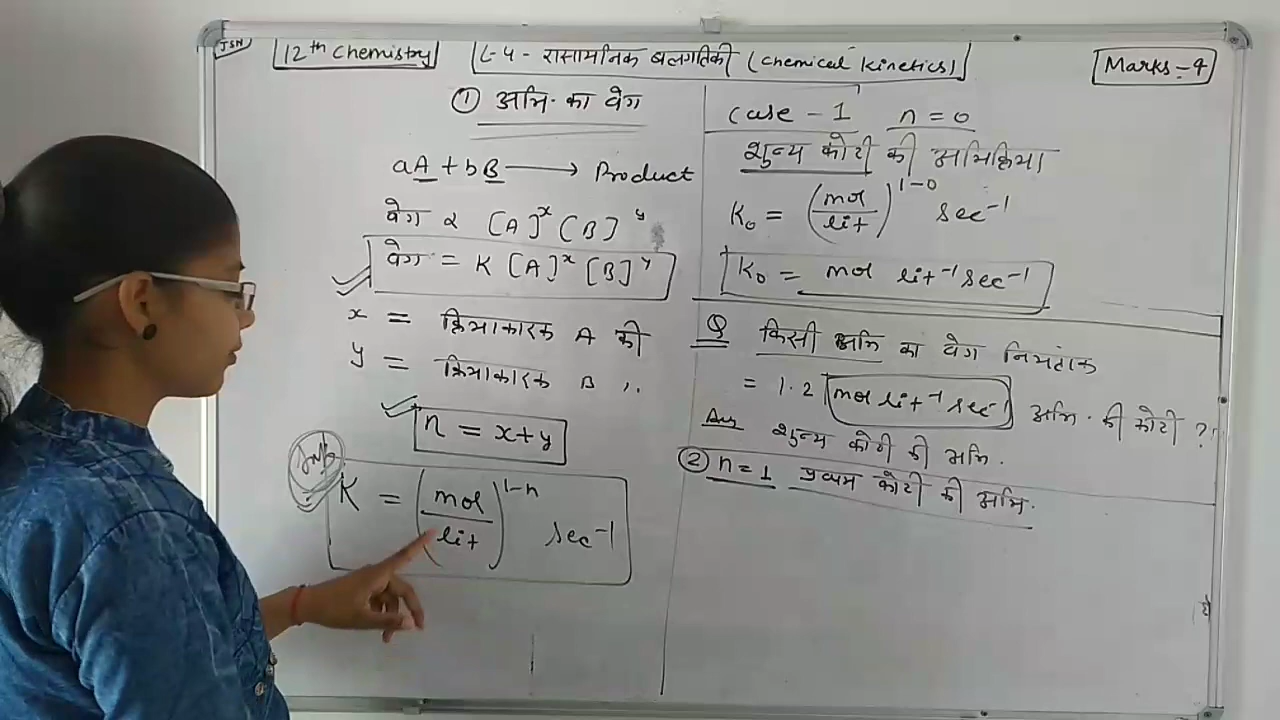 JSN
12th Chemistry
L-4 - रासायनिक बलगतिकी (Chemical Kinetics)
Marks - 4
① अभि. का वेग
aA + bB ⟶ Product
वेग ∝ [A]^x [B]^y
वेग = K [A]^x [B]^y
x = क्रियाकारक A की
y = क्रियाकारक B ,,
n = x+y
Imp
K = (mol/lit)^1-n sec^-1
Case - 1 n = 0
शुन्य कोटी की अभिक्रिया
K₀ = (mol/lit)^1-0 sec^-1
K₀ = mol lit^-1 sec^-1
Q किसी अभि का वेग नियतांक
= 1.2 mol lit^-1 sec^-1 अभि. की कोटी ?
Ans शुन्य कोटी की अभि.
② n = 1 प्रथम कोटी की अभि.